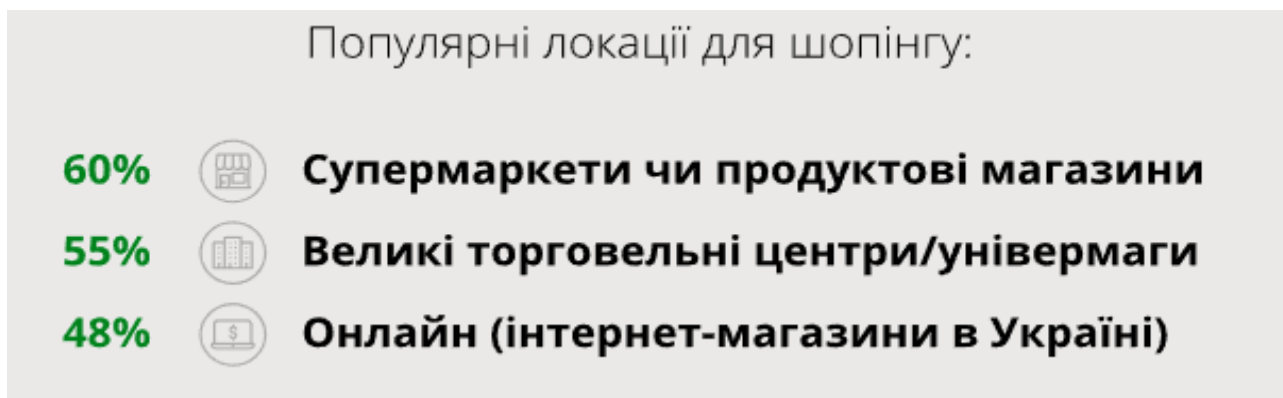 Популярні локації для шопінгу:
60% Супермаркети чи продуктові магазини
55% Великі торговельні центри/універмаги
48% $ Онлайн (інтернет-магазини в Україні)